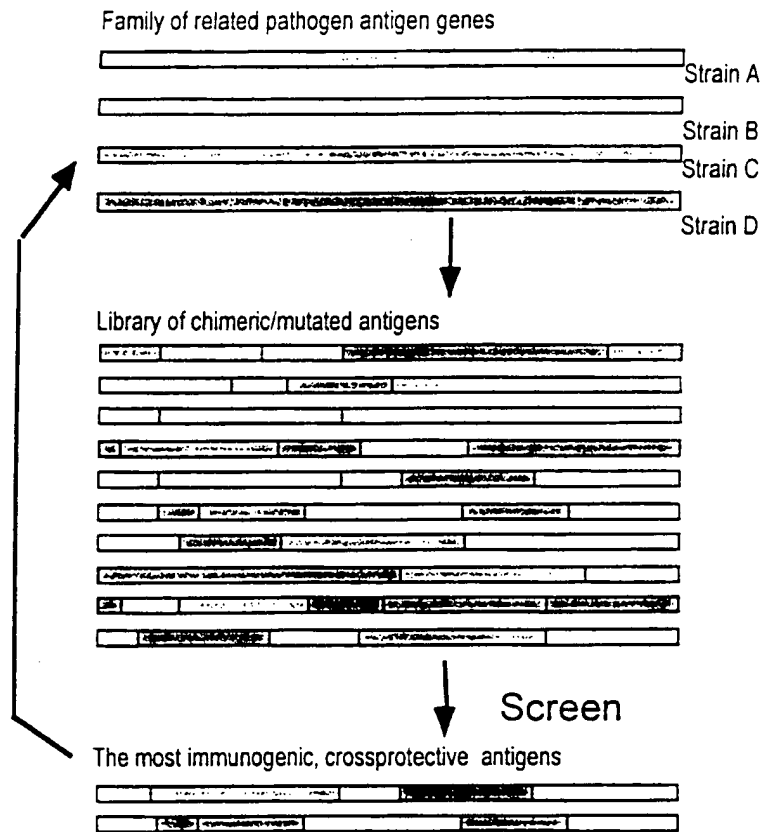 Family of related pathogen antigen genes
Strain A
Strain B
Strain C
Strain D
Library of chimeric/mutated antigens
Screen
The most immunogenic, crossprotective antigens